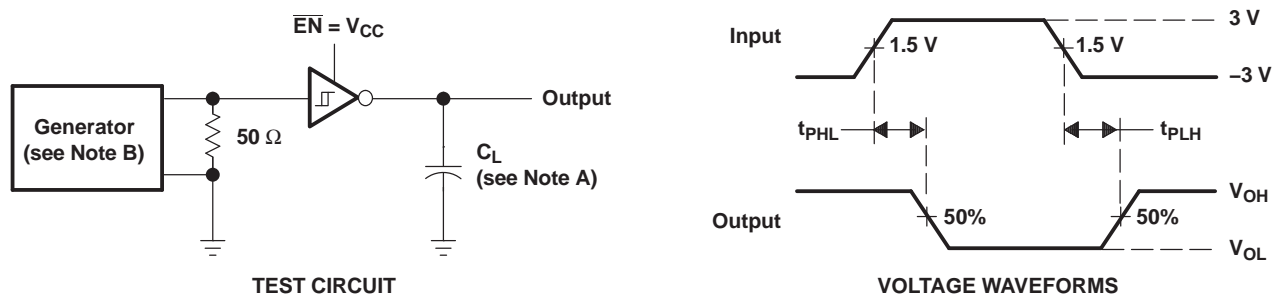 EN = VCC
Generator
(see Note B)
50 Ω
Output
CL
(see Note A)
TEST CIRCUIT
Input
3 V
1.5 V
1.5 V
–3 V
tPHL
tPLH
Output
VOH
50%
50%
VOL
VOLTAGE WAVEFORMS